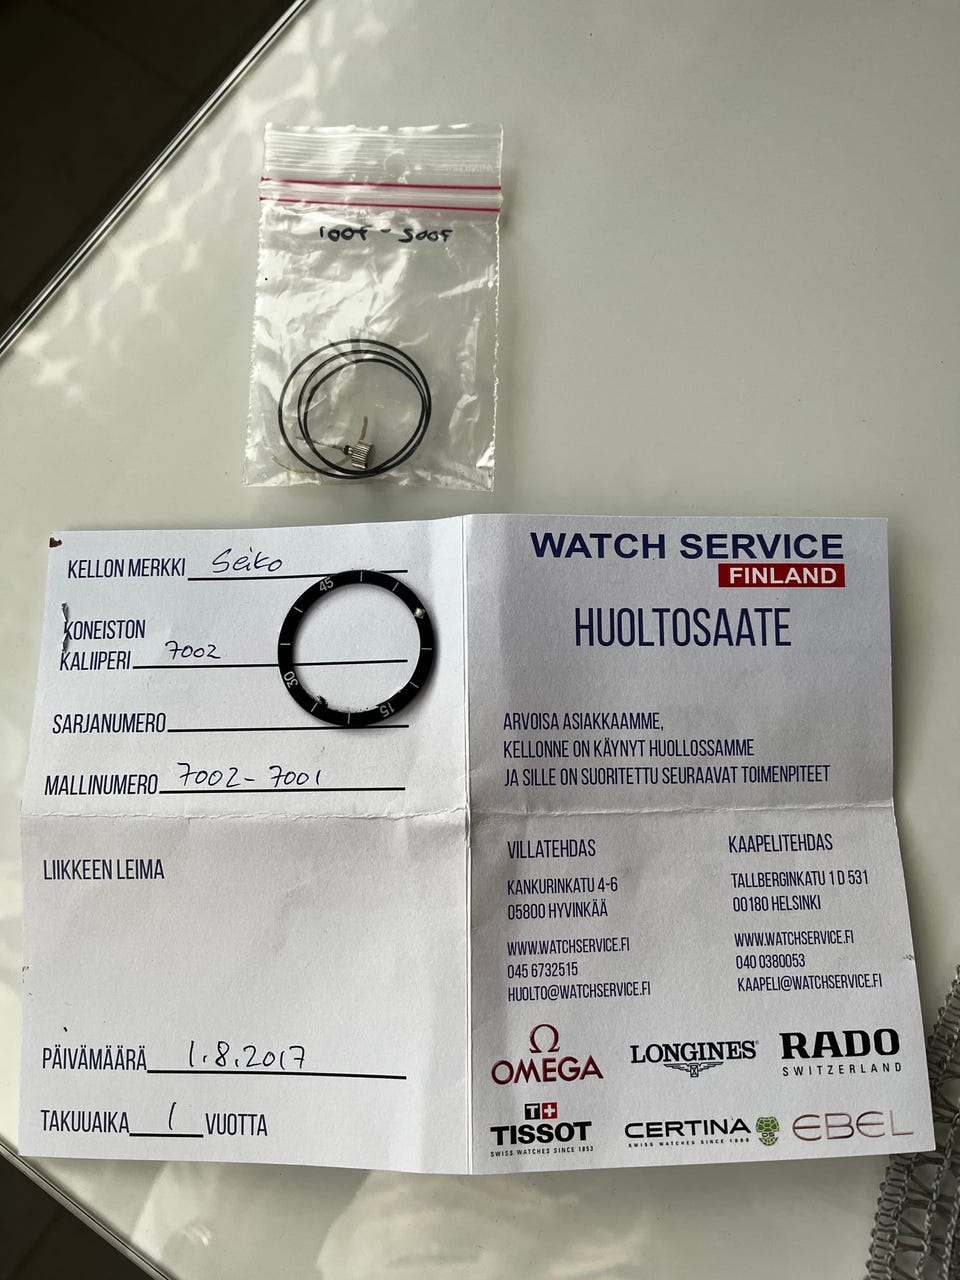 7002 - 7001
KELLON MERKKI Seiko
KONEISTON
KALIIPERI 7002
SARJANUMERO
MALLINUMERO 7002-7001
LIIKKEEN LEIMA
PÄIVÄMÄÄRÄ 1.8.2017
TAKUUAIKA 1 VUOTTA
45
30
15
WATCH SERVICE
FINLAND
HUOLTOSAATE
ARVOISA ASIAKKAAMME,
KELLONNE ON KÄYNYT HUOLLOSSAMME
JA SILLE ON SUORITETTU SEURAAVAT TOIMENPITEET
VILLATEHDAS
KANKURINKATU 4-6
05800 HYVINKÄÄ
WWW.WATCHSERVICE.FI
045 6732515
HUOLTO@WATCHSERVICE.FI
KAAPELITEHDAS
TALLBERGINKATU 1 D 531
00180 HELSINKI
WWW.WATCHSERVICE.FI
040 0380053
KAAPELI@WATCHSERVICE.FI
OMEGA
LONGINES
RADO
SWITZERLAND
T+
TISSOT
SWISS WATCHES SINCE 1853
CERTINA
DS
SWISS WATCHES SINCE 1888
EBEL